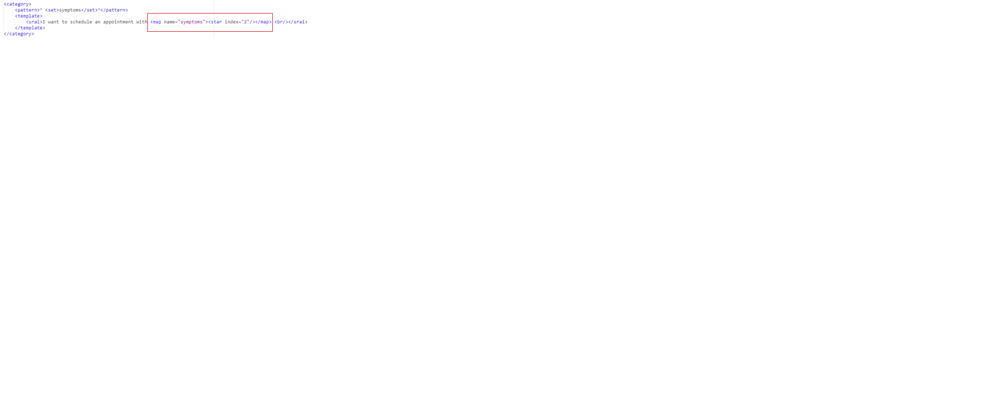 <category>
<pattern>^ <set>symptoms</set>^</pattern>
<template>
<srai>I want to schedule an appointment with <map name="symptoms"><star index="2"/></map> <br/></srai>
</template>
</category>